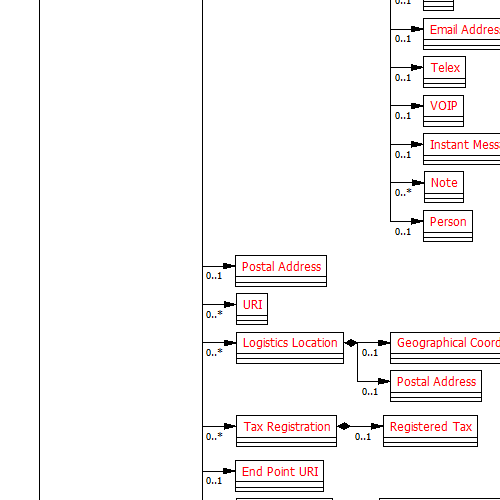 0..1
Email Addres
0..1
Telex
0..1
VOIP
0..1
Instant Mess
0..1
Note
0..*
Person
0..1
Postal Address
0..1
URI
0..*
Logistics Location
0..*
Geographical Coord
0..1
Postal Address
0..1
Tax Registration
0..*
Registered Tax
0..1
End Point URI
0..1